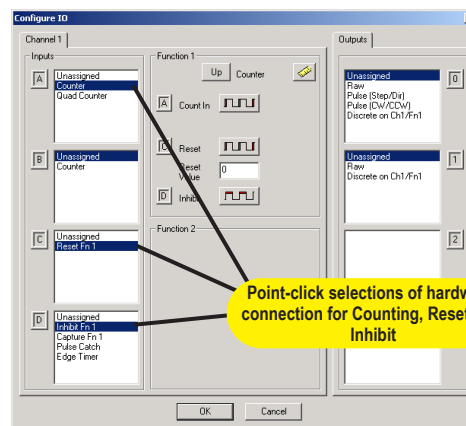 Configure IO
Channel 1
Outputs
Inputs
Function 1
A
Unassigned
Counter
Quad Counter
Up
Counter
A
Count In
Reset
Reset
Value
0
D
Inhibit
B
Unassigned
Counter
C
Unassigned
Reset Fn 1
Function 2
D
Unassigned
Inhibit Fn 1
Capture Fn 1
Pulse Catch
Edge Timer
Unassigned
Raw
Pulse (Step/Dir)
Pulse (CW/CCW)
Discrete on Ch1/Fn1
0
Unassigned
Raw
Discrete on Ch1/Fn1
1
2
Point-click selections of
connection for Counting,
Inhibit
OK
Cancel